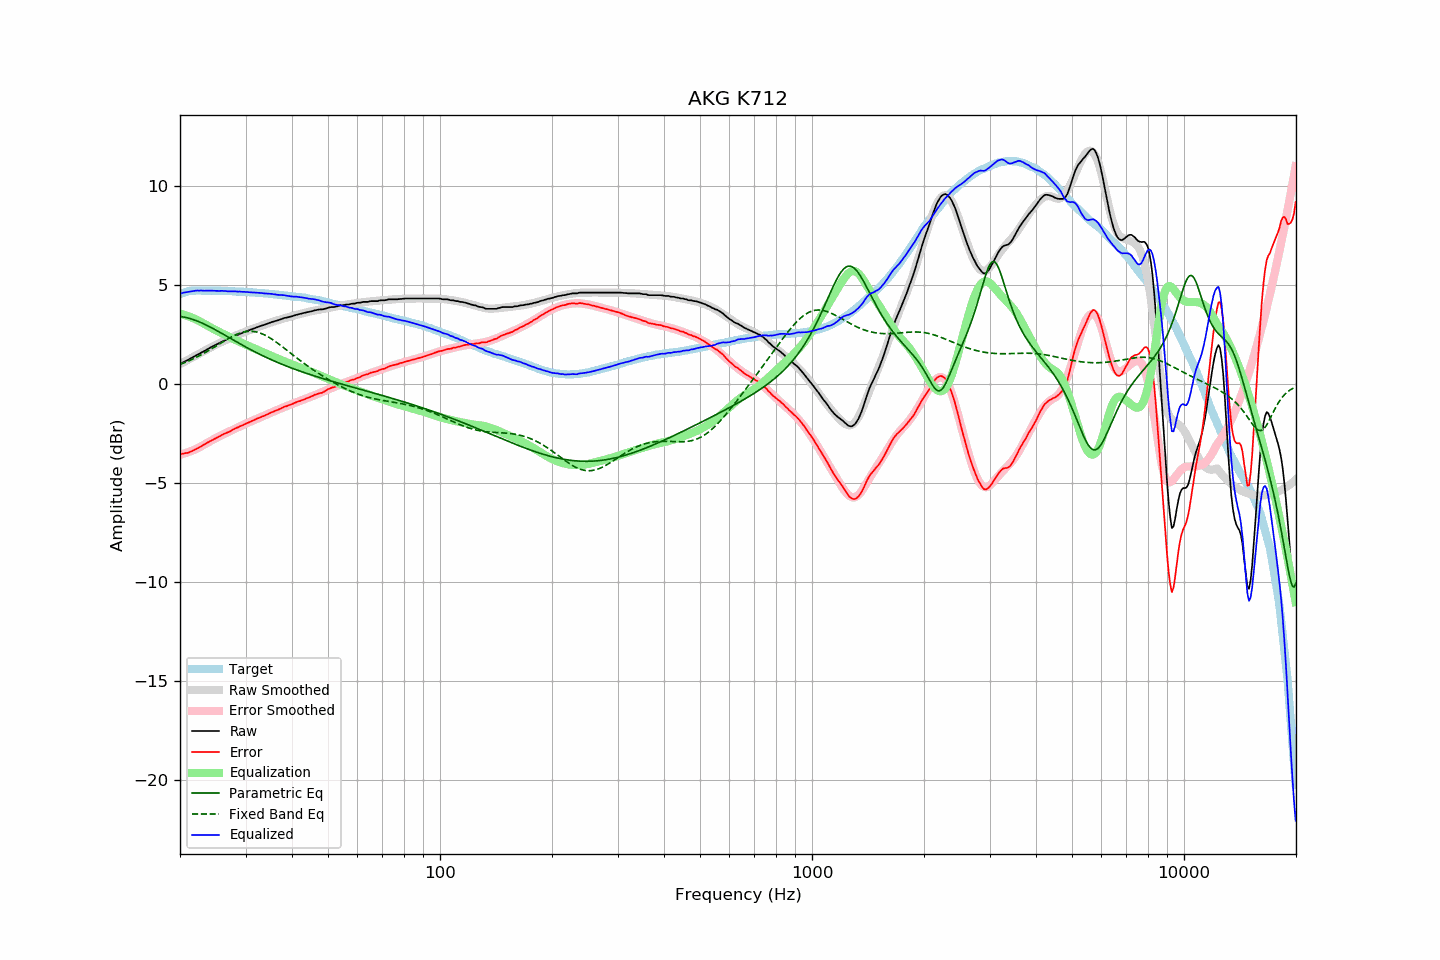 AKG K712
Amplitude (dBr)
10
5
0
−5
−10
−15
−20
Target
Raw Smoothed
Error Smoothed
Raw
Error
Equalization
Parametric Eq
Fixed Band Eq
Equalized
100
1000
10000
Frequency (Hz)